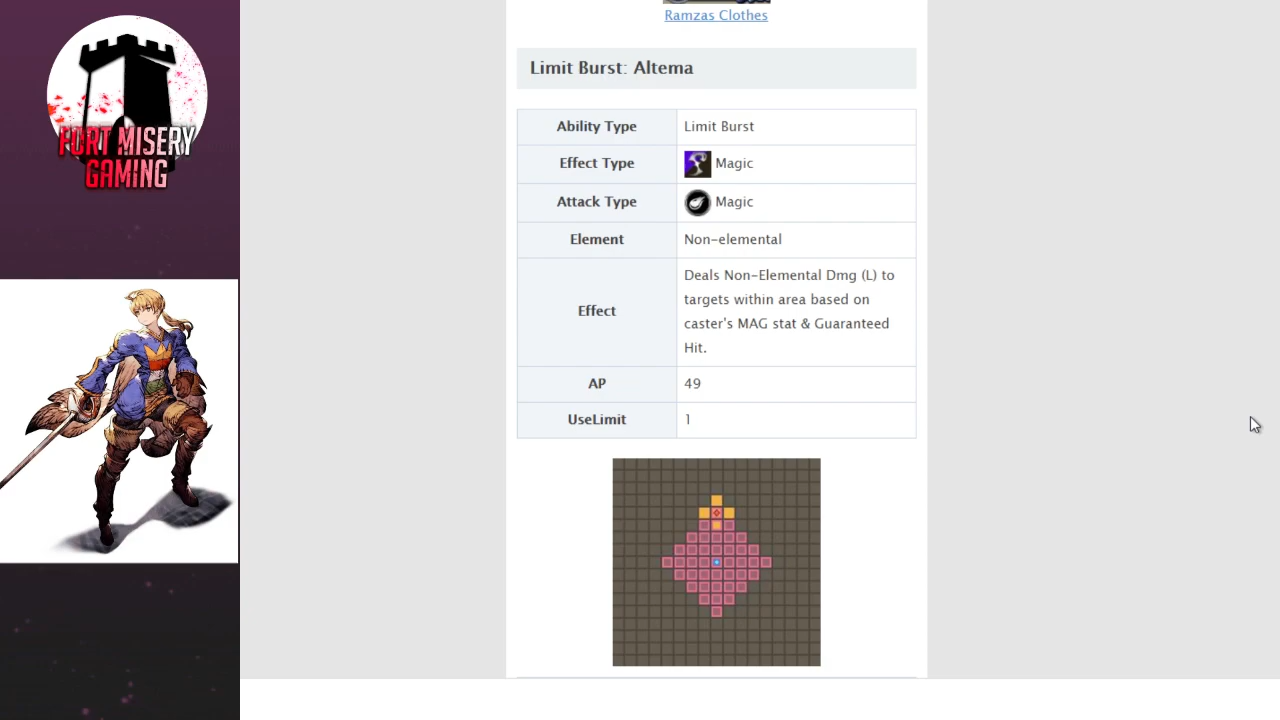 FORT MISERY
GAMING
Ramzas Clothes
Limit Burst: Altema
Ability Type Limit Burst
Effect Type Magic
Attack Type Magic
Element Non-elemental
Effect Deals Non-Elemental Dmg (L) to
targets within area based on
caster's MAG stat & Guaranteed
Hit.
AP 49
UseLimit 1